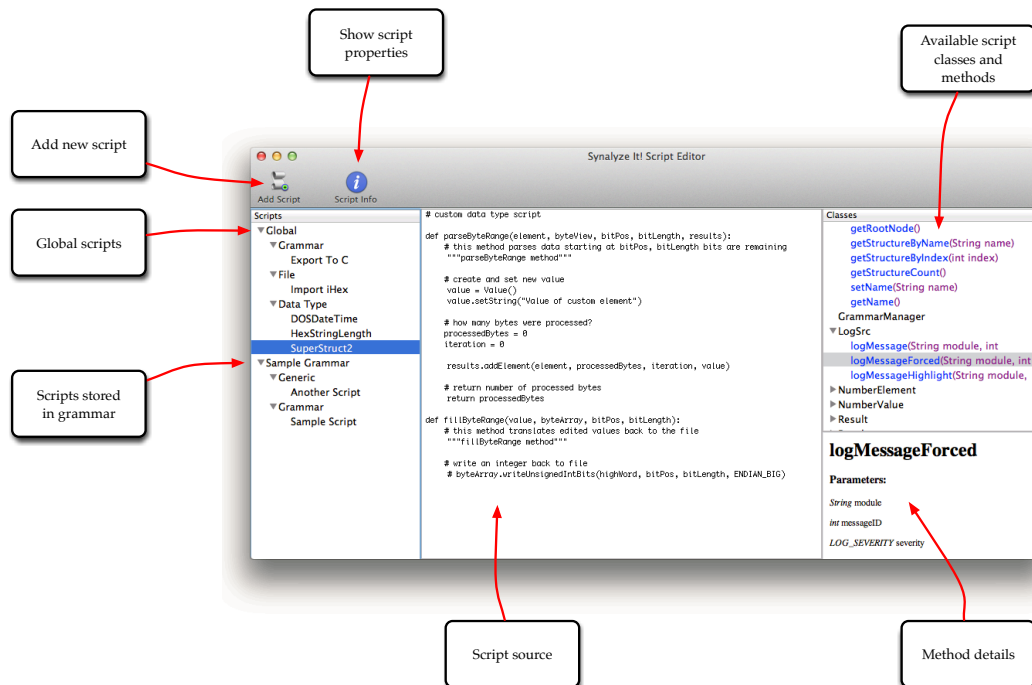 Show script
properties
Available script
classes and
methods
Add new script
Global scripts
Scripts stored
in grammar
Synalyze It! Script Editor
Add Script
Script Info
Scripts
Global
Grammar
Export To C
File
Import iHex
Data Type
DOSDateTime
HexStringLength
SuperStruct2
Sample Grammar
Generic
Another Script
Grammar
Sample Script
# custom data type script
def parseByteRange(element, byteView, bitPos, bitLength, results):
# this method parses data starting at bitPos, bitLength bits are remaining
"""parseByteRange method"""
# create and set new value
value = Value()
value.setString("Value of custom element")
# how many bytes were processed?
processedBytes = 0
iteration = 0
results.addElement(element, processedBytes, iteration, value)
# return number of processed bytes
return processedBytes
def fillByteRange(value, byteArray, bitPos, bitLength):
# this method translates edited values back to the file
"""fillByteRange method"""
# write an integer back to file
# byteArray.writeUnsignedIntBits(highWord, bitPos, bitLength, ENDIAN_BIG)
Classes
getRootNode()
getStructureByName(String name)
getStructureByIndex(int index)
getStructureCount()
setName(String name)
getName()
GrammarManager
LogSrc
logMessage(String module, int
logMessageForced(String module, int
logMessageHighlight(String module,
NumberElement
NumberValue
Result
logMessageForced
Parameters:
String module
int messageID
LOG_SEVERITY severity
Script source
Method details